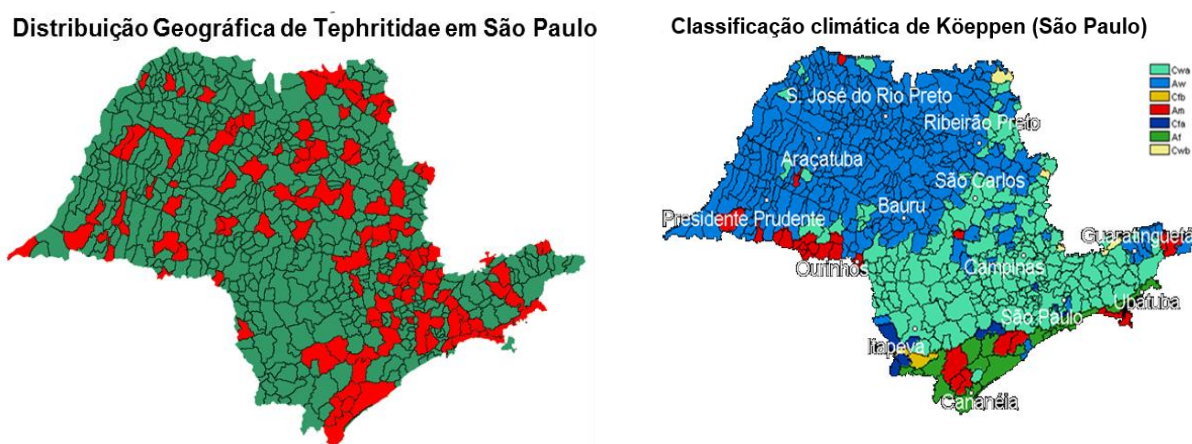 Distribuição Geográfica de Tephritidae em São Paulo
Classificação climática de Köeppen (São Paulo)
Cwa
Aw
Cfb
Am
Cfa
Af
Cwb
S. José do Rio Preto
Ribeirão Preto
Araçatuba
São Carlos
Bauru
Presidente Prudente
Guaratinguetá
Ourinhos
Campinas
Ubatuba
São Paulo
Itapeva
Cananéia